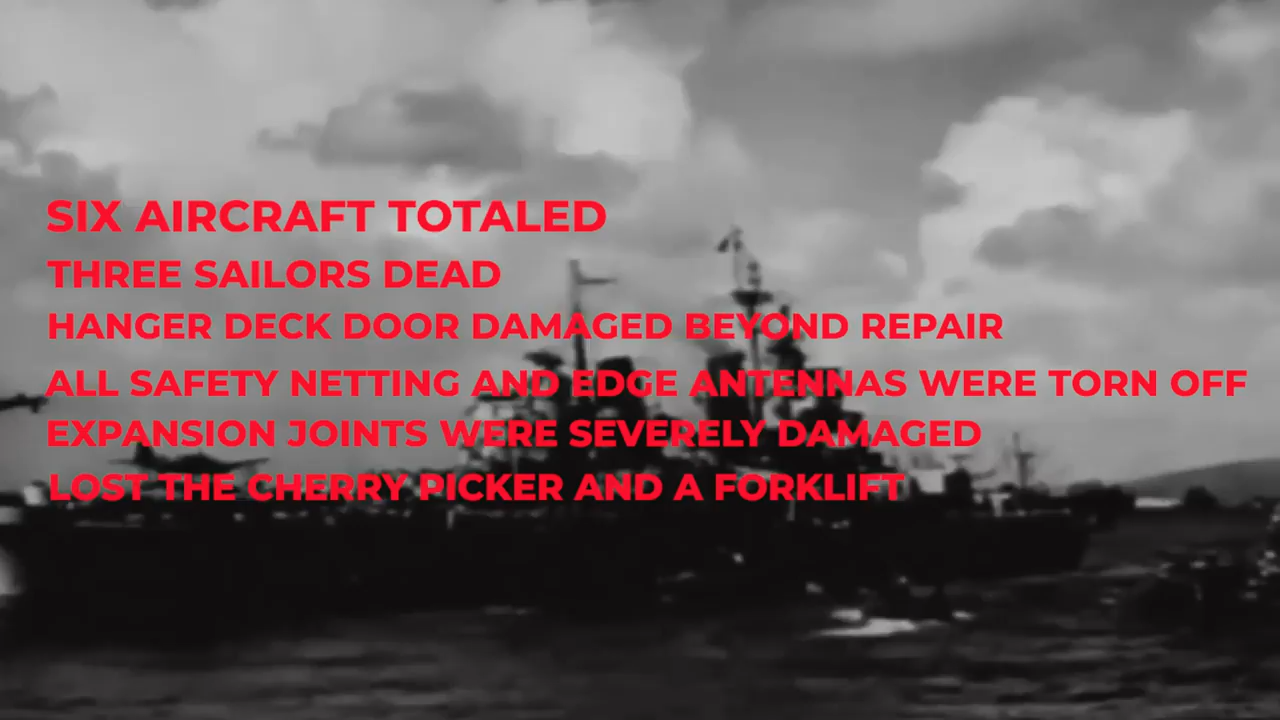 SIX AIRCRAFT TOTALED
THREE SAILORS DEAD
HANGER DECK DOOR DAMAGED BEYOND REPAIR
ALL SAFETY NETTING AND EDGE ANTENNAS WERE TORN OFF
EXPANSION JOINTS WERE SEVERELY DAMAGED
LOST THE CHERRY PICKER AND A FORKLIFT